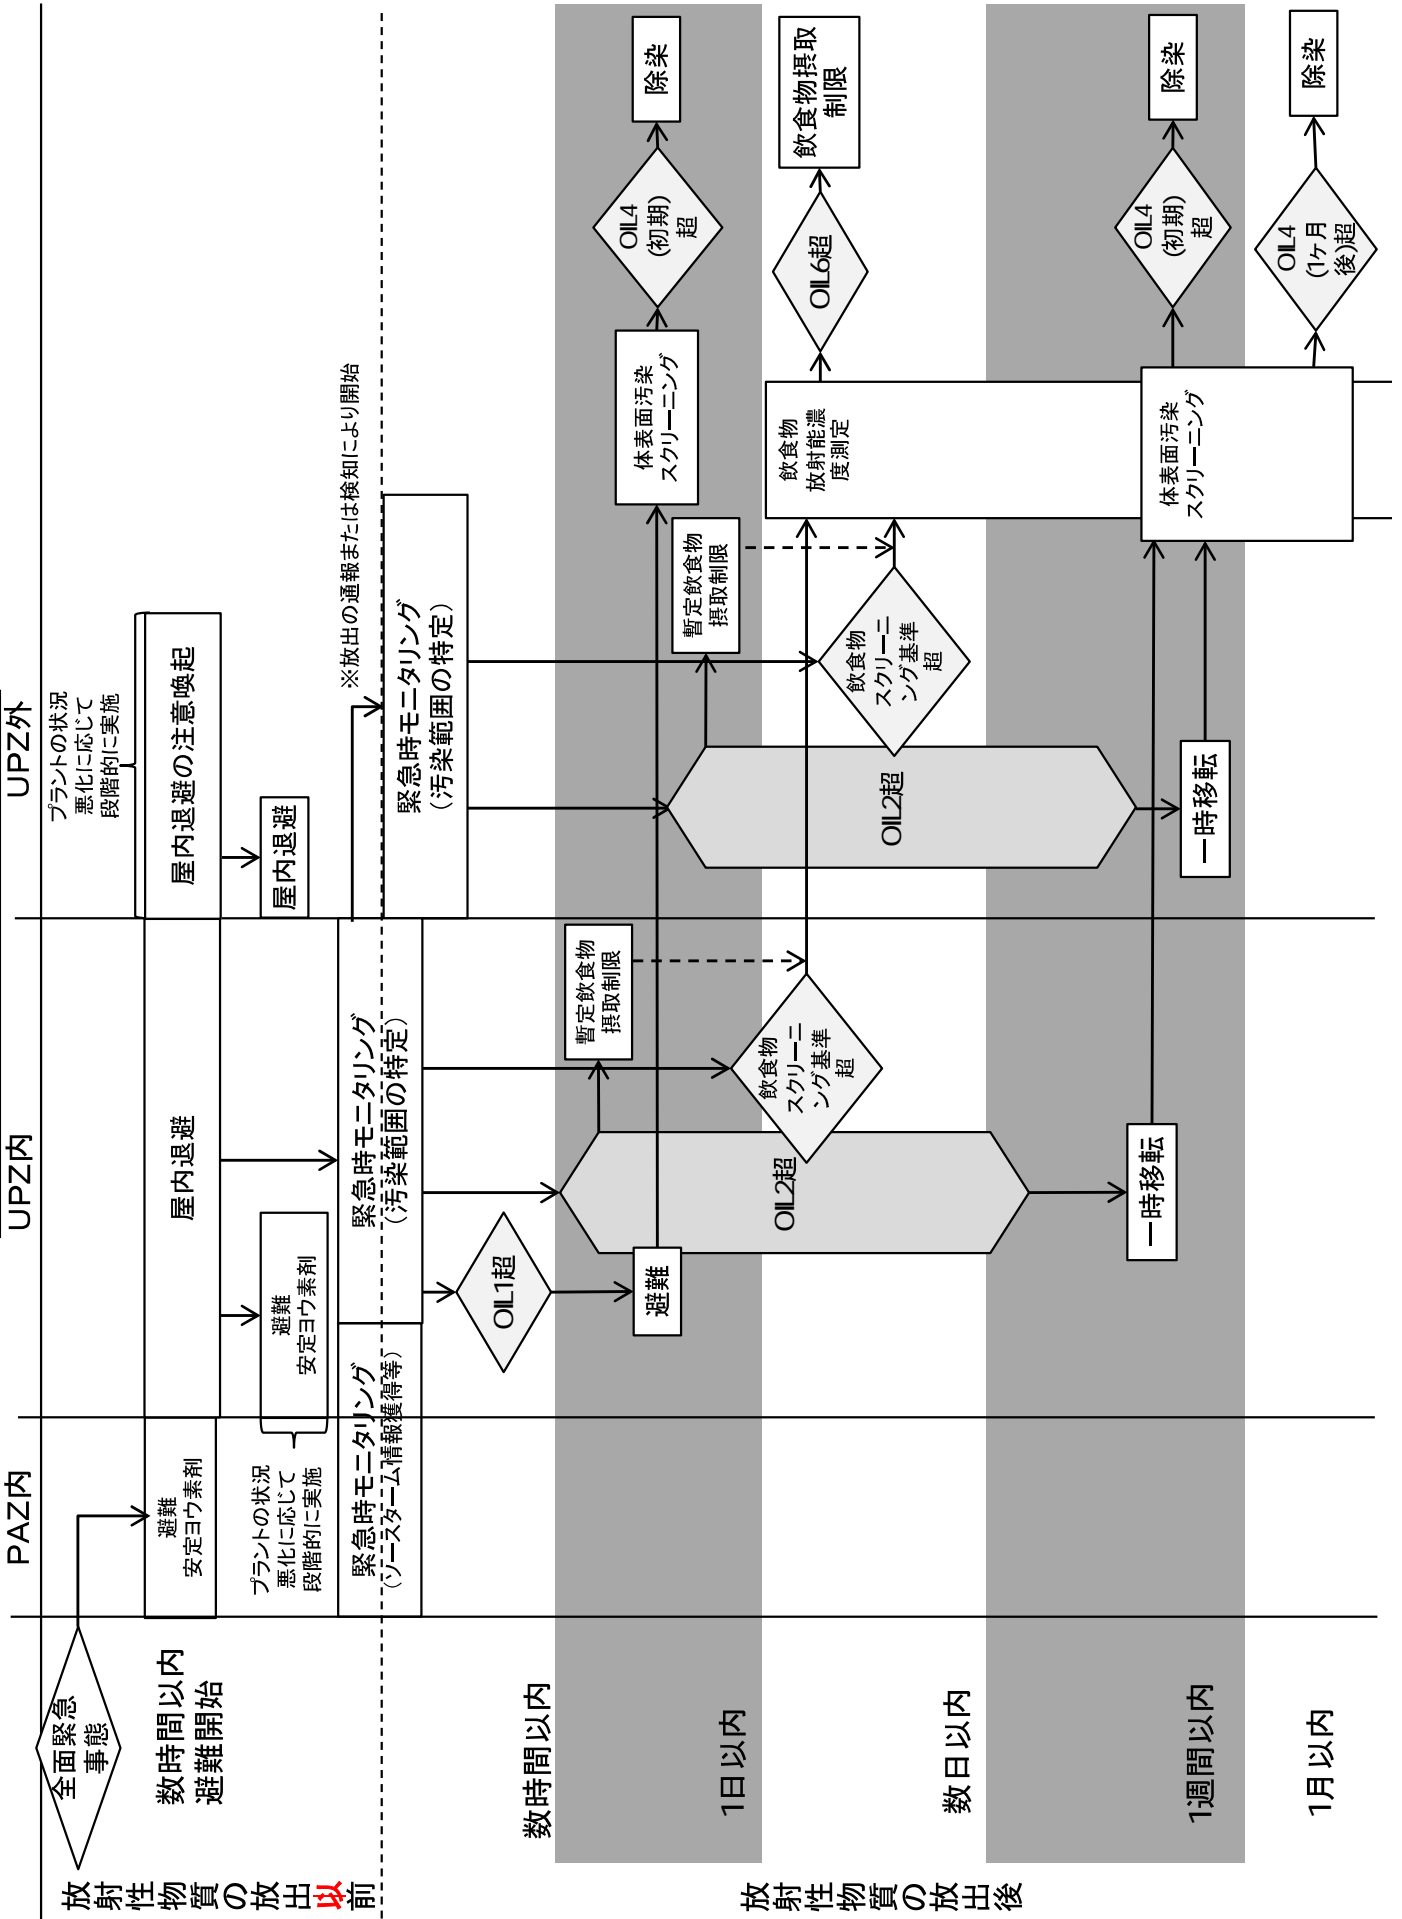 PAZ内
UPZ内
UPZ外
放射性物質の放出以前
全面緊急
事態
数時間以内
避難開始
避難
安定ヨウ素剤
屋内退避
屋内退避の注意喚起
プラントの状況
悪化に応じて
段階的に実施
プラントの状況
悪化に応じて
段階的に実施
避難
安定ヨウ素剤
屋内退避
※放出の通報または検知により開始
緊急時モニタリング
(ソースターム情報獲得等)
緊急時モニタリング
(汚染範囲の特定)
緊急時モニタリング
(汚染範囲の特定)
放射性物質の放出後
数時間以内
OIL1超
避難
暫定飲食物
摂取制限
暫定飲食物
摂取制限
体表面汚染
スクリーニング
OIL4
(初期)
超
除染
1日以内
OIL2超
飲食物
スクリーニ
ング基準
超
OIL2超
飲食物
スクリーニ
ング基準
超
飲食物
放射能濃
度測定
OIL6超
飲食物摂取
制限
数日以内
1週間以内
一時移転
一時移転
体表面汚染
スクリーニング
OIL4
(初期)
超
除染
1月以内
OIL4
(1ヶ月
後)超
除染